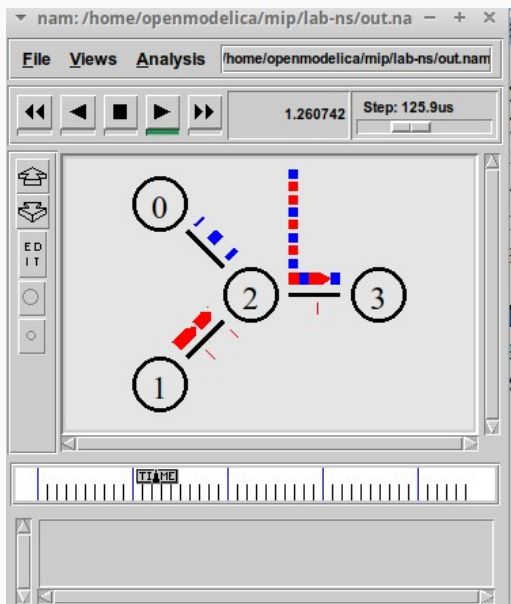 nam: /home/openmodelica/mip/lab-ns/out.na
File Views Analysis /home/openmodelica/mip/lab-ns/out.nam
1.260742 Step: 125.9us
ED
IT
0
2
3
1
TIME